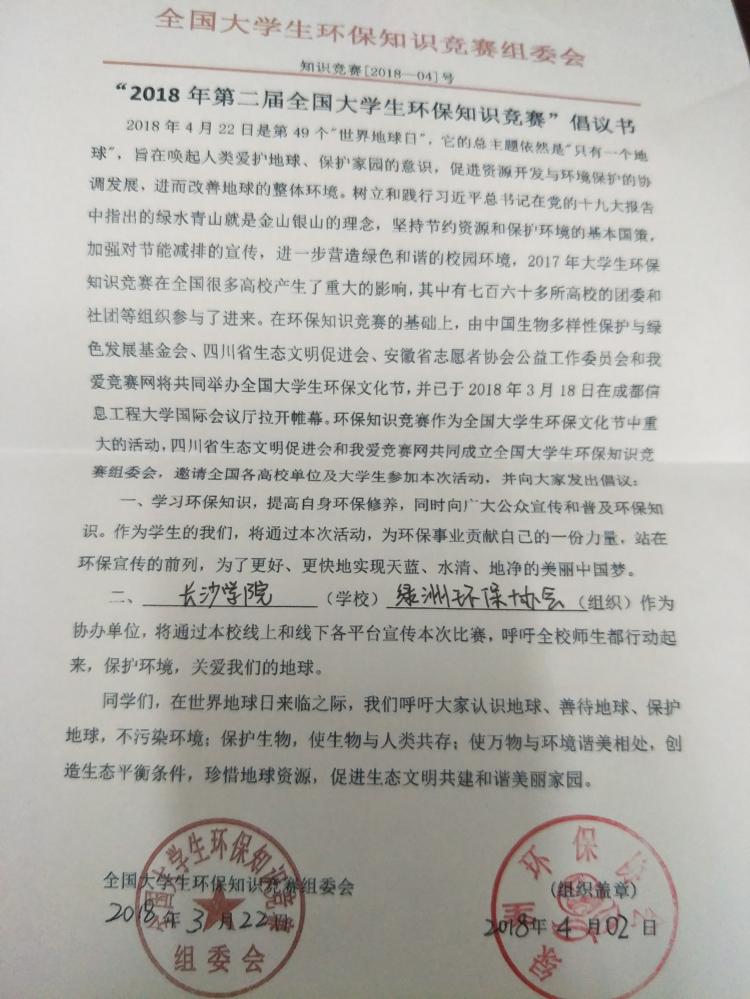 全国大学生环保知识竞赛组委会
知识竞赛[2018—04]号
“2018 年第二届全国大学生环保知识竞赛”倡议书
2018 年 4 月 22 日是第 49 个“世界地球日”，它的总主题依然是“只有一个地
球”，旨在唤起人类爱护地球、保护家园的意识，促进资源开发与环境保护的协
调发展，进而改善地球的整体环境。树立和践行习近平总书记在党的十九大报告
中指出的绿水青山就是金山银山的理念，坚持节约资源和保护环境的基本国策，
加强对节能减排的宣传，进一步营造绿色和谐的校园环境，2017 年大学生环保
知识竞赛在全国很多高校产生了重大的影响，其中有七百六十多所高校的团委和
社团等组织参与了进来。在环保知识竞赛的基础上，由中国生物多样性保护与绿
色发展基金会、四川省生态文明促进会、安徽省志愿者协会公益工作委员会和我
爱竞赛网将共同举办全国大学生环保文化节，并已于 2018 年 3 月 18 日在成都信
息工程大学国际会议厅拉开帷幕。环保知识竞赛作为全国大学生环保文化节中重
大的活动，四川省生态文明促进会和我爱竞赛网共同成立全国大学生环保知识竞
赛组委会，邀请全国各高校单位及大学生参加本次活动，并向大家发出倡议：
一、学习环保知识，提高自身环保修养，同时向广大公众宣传和普及环保知
识。作为学生的我们，将通过本次活动，为环保事业贡献自己的一份力量，站在
环保宣传的前列，为了更好、更快地实现天蓝、水清、地净的美丽中国梦。
二、长沙学院（学校）绿洲环保协会（组织）作为
协办单位，将通过本校线上和线下各平台宣传本次比赛，呼吁全校师生都行动起
来，保护环境，关爱我们的地球。
同学们，在世界地球日来临之际，我们呼吁大家认识地球、善待地球、保护
地球，不污染环境；保护生物，使生物与人类共存；使万物与环境谐美相处，创
造生态平衡条件，珍惜地球资源，促进生态文明共建和谐美丽家园。
全国大学生环保知识竞赛组委会
2018 年 3 月 22 日
全国大学生环保知识竞赛
组委会
（组织盖章）
2018 年 4 月 02 日
环保协会